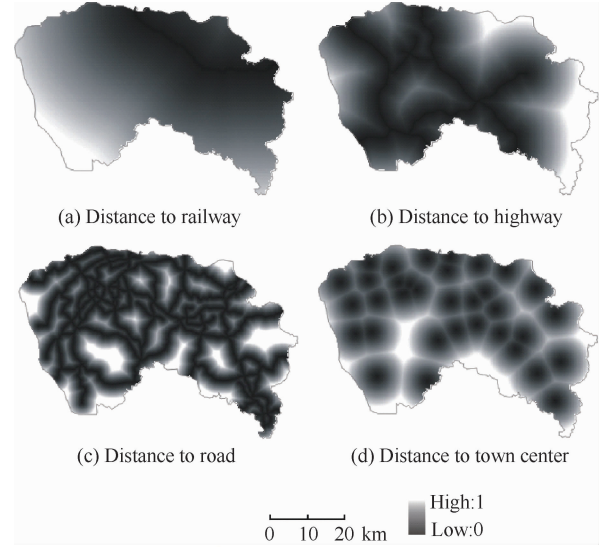 (a) Distance to railway
(b) Distance to highway
(c) Distance to road
(d) Distance to town center
High:1
Low:0
0 10 20 km